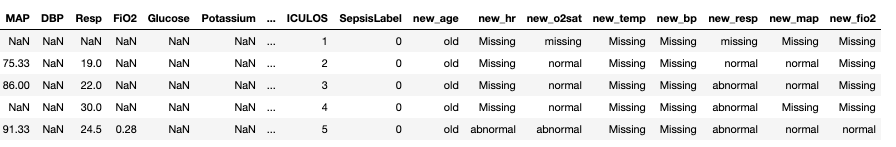 MAP DBP Resp FiO2 Glucose Potassium ... ICULOS SepsisLabel new_age new_hr new_o2sat new_temp new_bp new_resp new_map new_fio2
NaN NaN NaN NaN NaN NaN ... 1 0 old Missing missing Missing Missing missing Missing Missing
75.33 NaN 19.0 NaN NaN NaN ... 2 0 old Missing normal Missing Missing normal normal Missing
86.00 NaN 22.0 NaN NaN NaN ... 3 0 old Missing normal Missing Missing abnormal normal Missing
NaN NaN 30.0 NaN NaN NaN ... 4 0 old Missing normal Missing Missing abnormal Missing Missing
91.33 NaN 24.5 0.28 NaN NaN ... 5 0 old abnormal abnormal Missing Missing abnormal normal normal